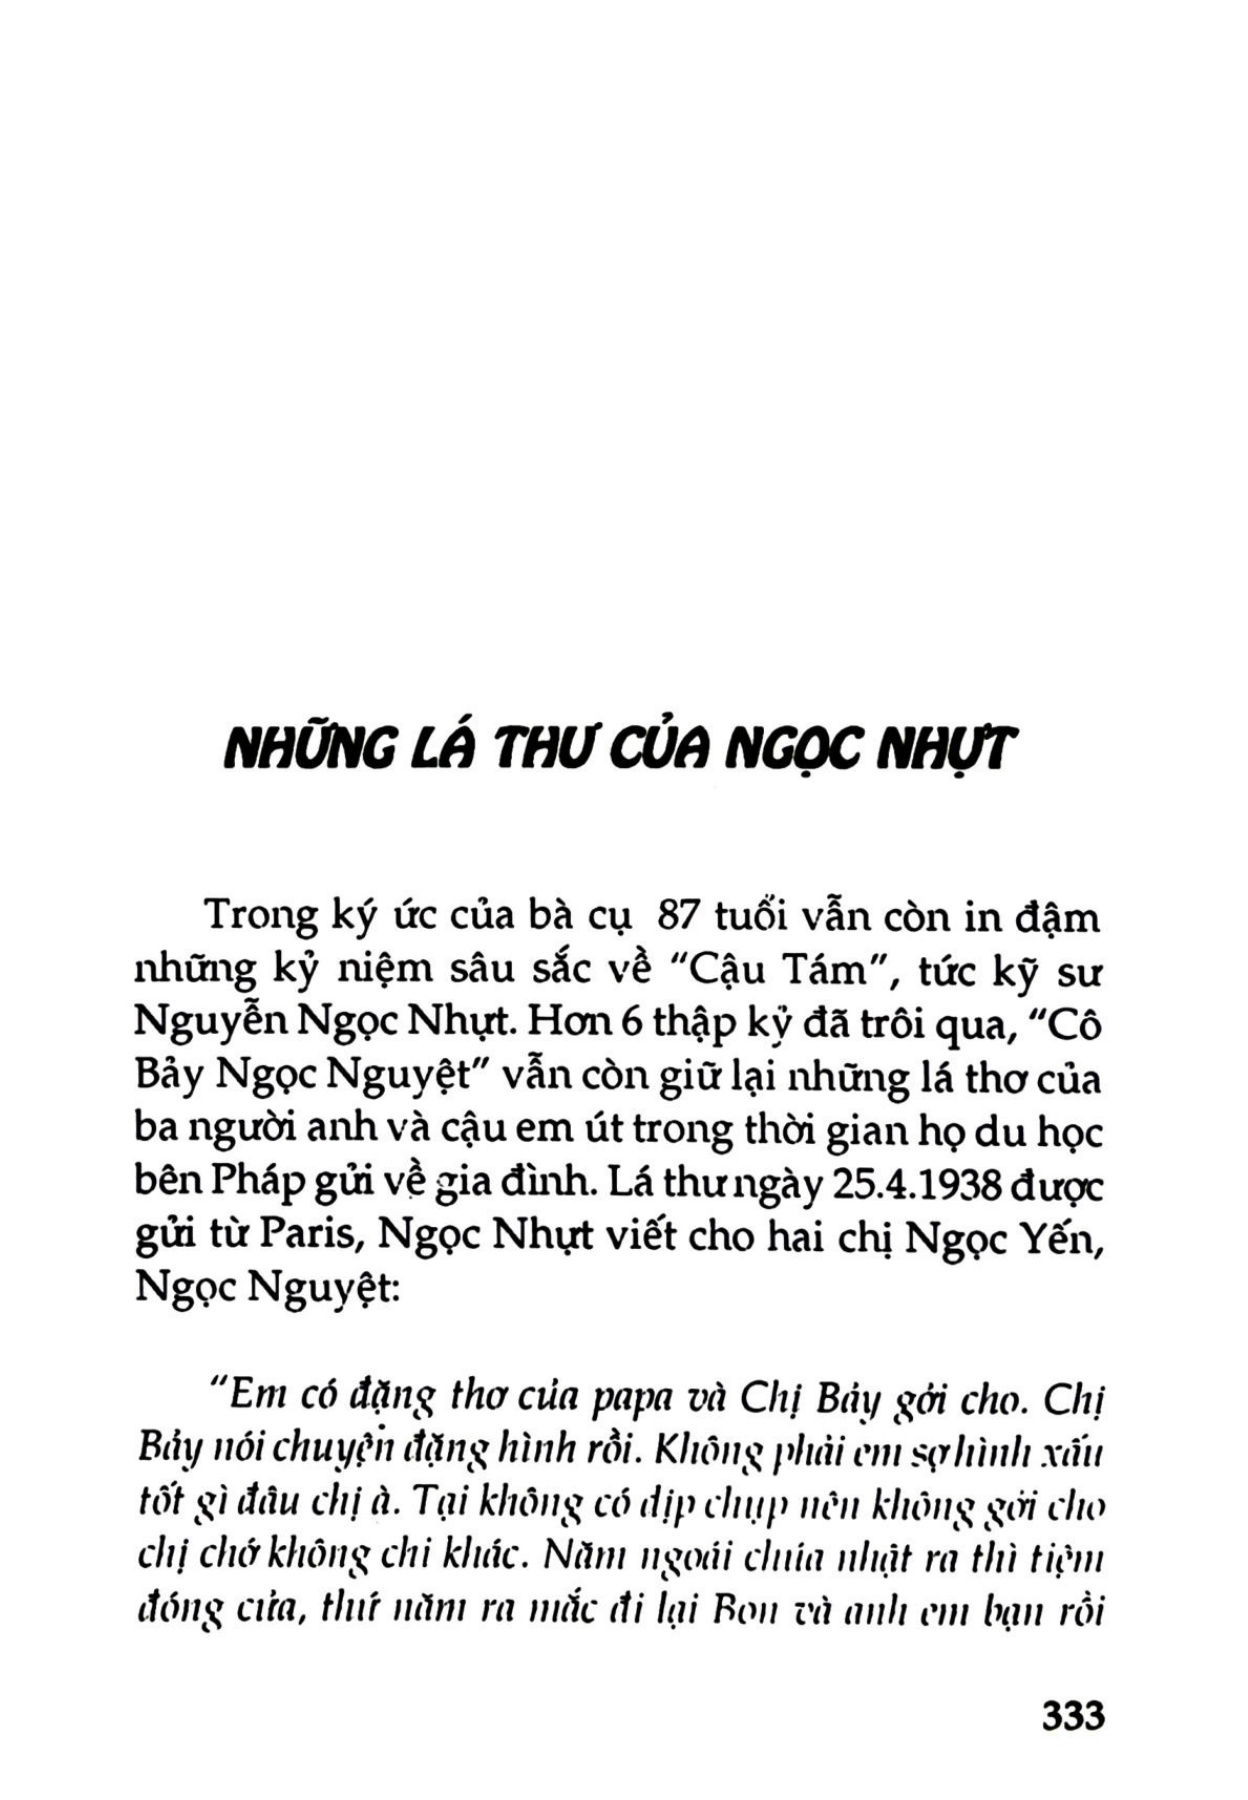 NHỮNG LÁ THƯ CỦA NGỌC NHỰT
Trong ký ức của bà cụ 87 tuổi vẫn còn in đậm
những kỷ niệm sâu sắc về "Cậu Tám", tức kỹ sư
Nguyễn Ngọc Nhựt. Hơn 6 thập kỷ đã trôi qua, "Cô
Bảy Ngọc Nguyệt" vẫn còn giữ lại những lá thơ của
ba người anh và cậu em út trong thời gian họ du học
bên Pháp gửi về gia đình. Lá thư ngày 25.4.1938 được
gửi từ Paris, Ngọc Nhựt viết cho hai chị Ngọc Yến,
Ngọc Nguyệt:
"Em có đặng thơ của papa và Chị Bảy gởi cho. Chị
Bảy nói chuyện đặng hình rồi. Không phải em sợ hình xấu
tốt gì đâu chị à. Tại không có dịp chụp nên không gởi cho
chị chớ không chi khác. Năm ngoái chúa nhựt ra thì tiệm
đóng cửa, thứ năm ra mắc đi lại Bon và anh em bạn rồi
333